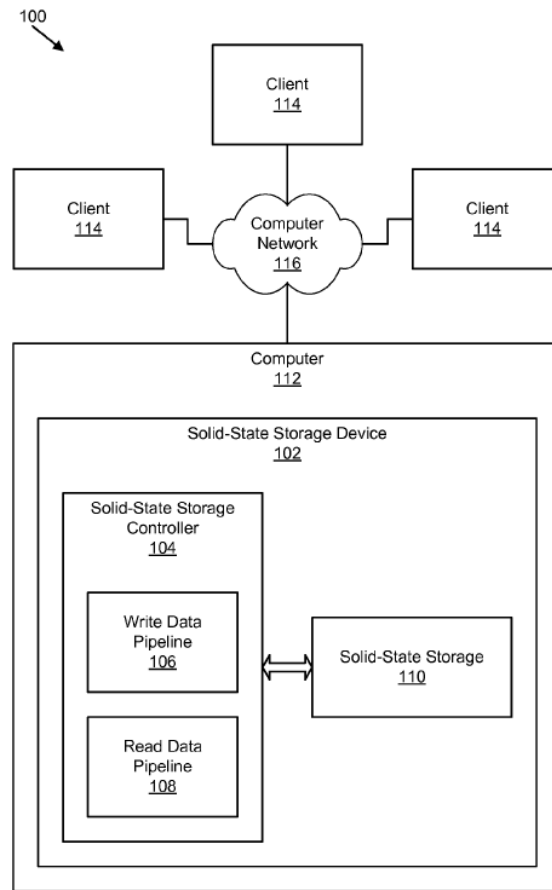 100
Client
114
Client
114
Computer
Network
116
Client
114
Computer
112
Solid-State Storage Device
102
Solid-State Storage
Controller
104
Write Data
Pipeline
106
Solid-State Storage
110
Read Data
Pipeline
108